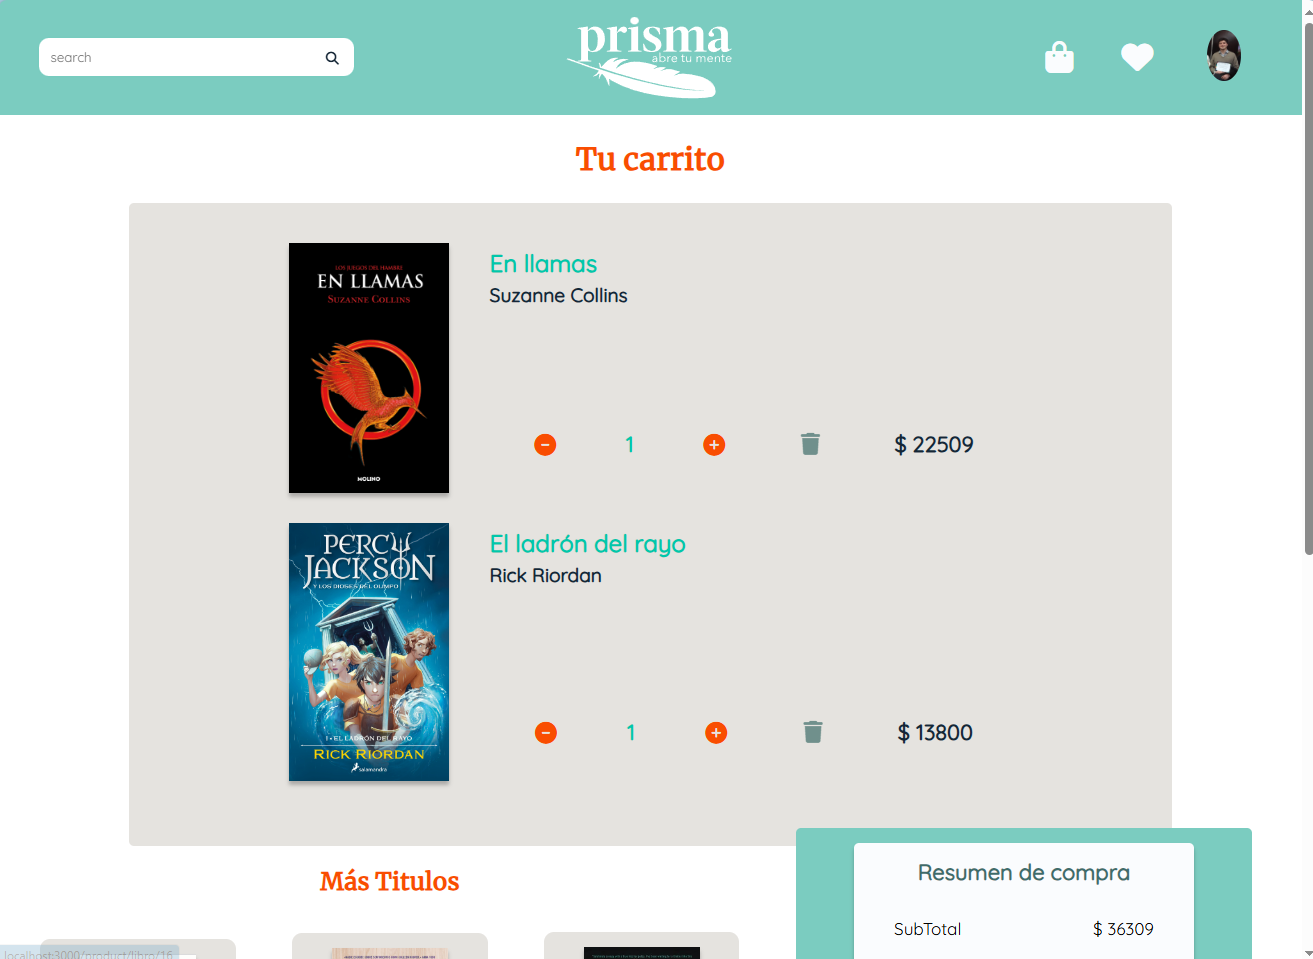 search
prisma
abre tu mente
Tu carrito
LOS JUEGOS DEL HAMBRE
EN LLAMAS
SUZANNE COLLINS
MOLINO
En llamas
Suzanne Collins
1
$ 22509
PERCY
JACKSON
Y LOS DIOSES DEL OLIMPO
I • EL LADRÓN DEL RAYO
RICK RIORDAN
salamandra
El ladrón del rayo
Rick Riordan
1
$ 13800
Más Titulos
Resumen de compra
SubTotal $ 36309
localhost:3000/product/libro/16